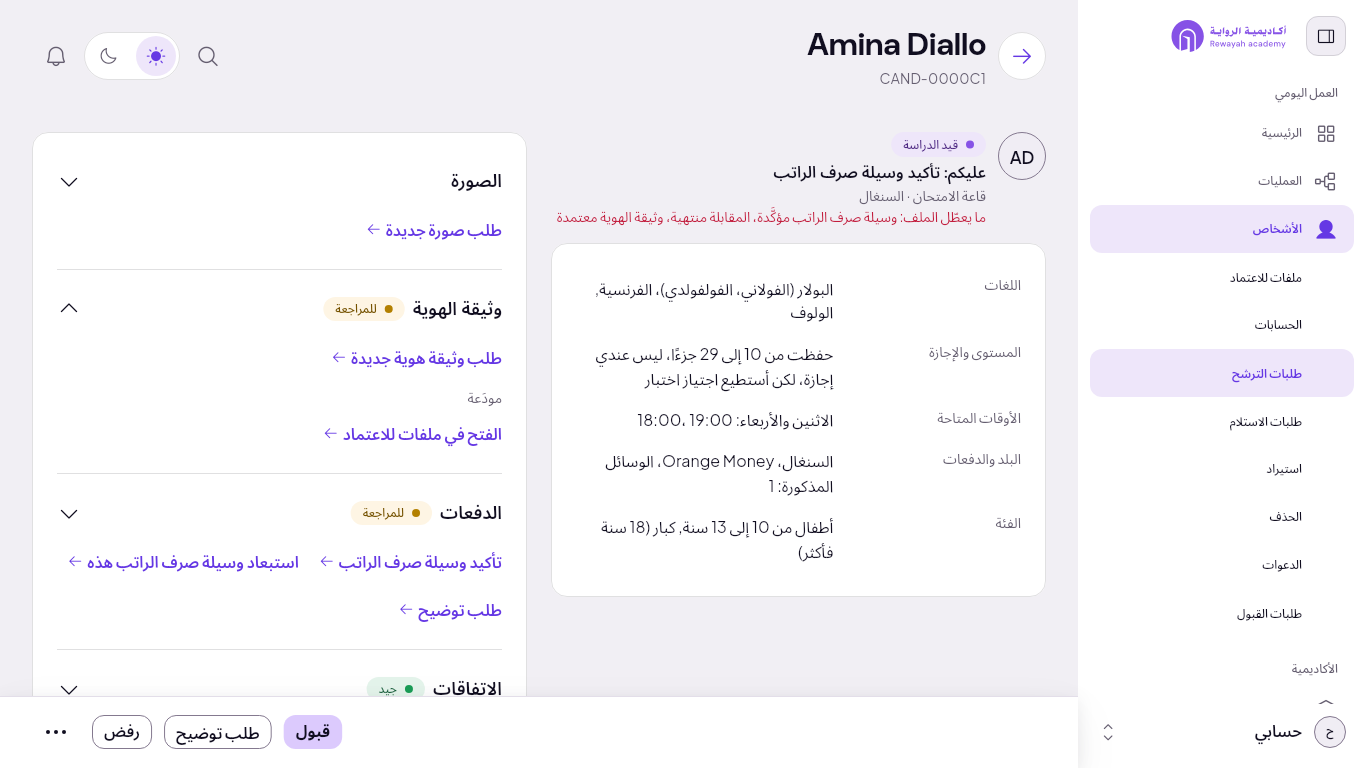 أكاديمية الرواية
Rewayah academy
العمل اليومي
الرئيسية
العمليات
الأشخاص
ملفات للاعتماد
الحسابات
طلبات الترشح
طلبات الاستلام
استيراد
الحذف
الدعوات
طلبات القبول
الأكاديمية
ح
حسابي
Amina Diallo
CAND-0000C1
AD
قيد الدراسة
عليكم: تأكيد وسيلة صرف الراتب
قاعة الامتحان · السنغال
ما يعطّل الملف: وسيلة صرف الراتب مؤكَّدة، المقابلة منتهية، وثيقة الهوية معتمدة
اللغات
البولار (الفولاني، الفولفولدي)، الفرنسية,
الولوف
المستوى والإجازة
حفظت من 10 إلى 29 جزءًا، ليس عندي
إجازة، لكن أستطيع اجتياز اختبار
الأوقات المتاحة
الاثنين والأربعاء: 19:00، 18:00
البلد والدفعات
السنغال، Orange Money، الوسائل
المذكورة: 1
الفئة
أطفال من 10 إلى 13 سنة, كبار (18 سنة
فأكثر)
الصورة
طلب صورة جديدة
وثيقة الهوية
للمراجعة
طلب وثيقة هوية جديدة
مودَعة
الفتح في ملفات للاعتماد
الدفعات
للمراجعة
تأكيد وسيلة صرف الراتب
استبعاد وسيلة صرف الراتب هذه
طلب توضيح
الاتفاقات
جيد
قبول
طلب توضيح
رفض